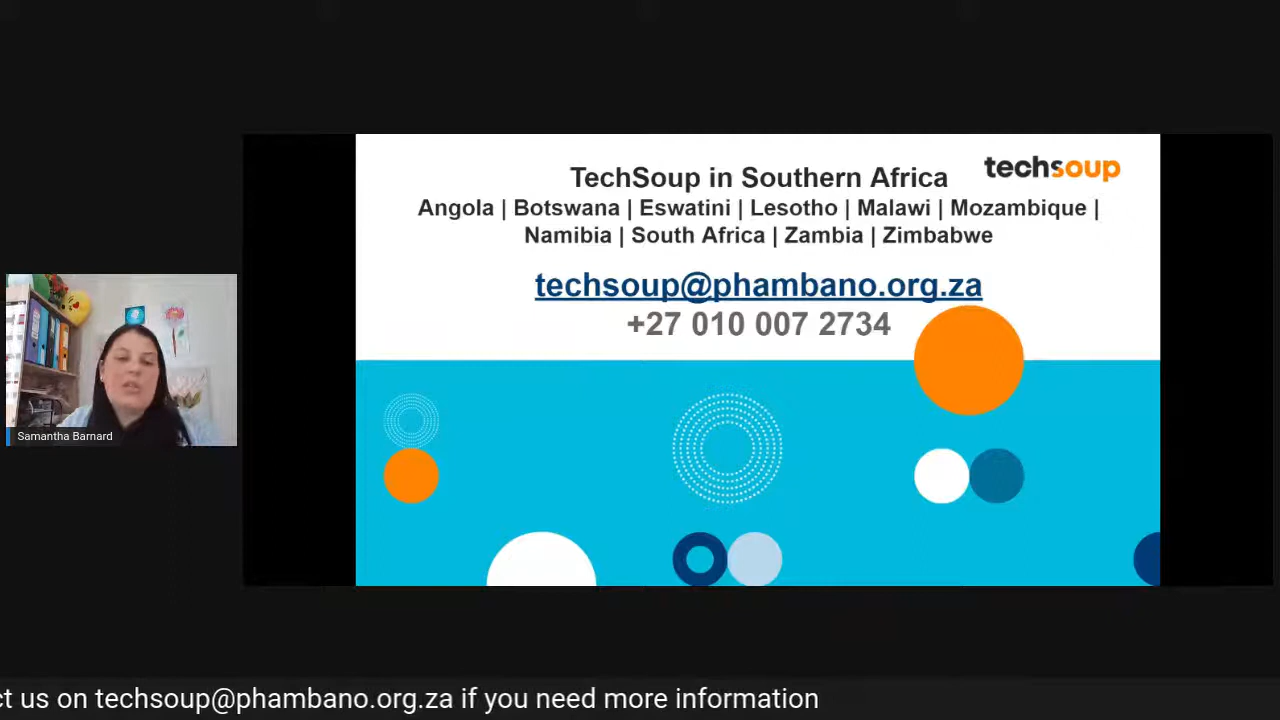 techsoup
TechSoup in Southern Africa
Angola | Botswana | Eswatini | Lesotho | Malawi | Mozambique |
Namibia | South Africa | Zambia | Zimbabwe
techsoup@phambano.org.za
+27 010 007 2734
Samantha Barnard
ct us on techsoup@phambano.org.za if you need more information